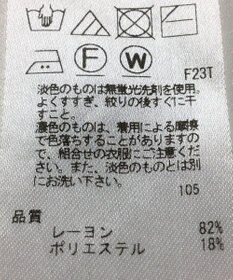 F W F23T
淡色のものは無蛍光洗剤を使用。
よくすすぎ、絞りの後すぐに干
すこと。
濃色のものは、着用による摩擦
で色落ちすることがありますの
で、組合せの衣服にご注意くだ
さい。また、淡色のものとは別
にお洗い下さい。
105
品質
レーヨン 82%
ポリエステル 18%